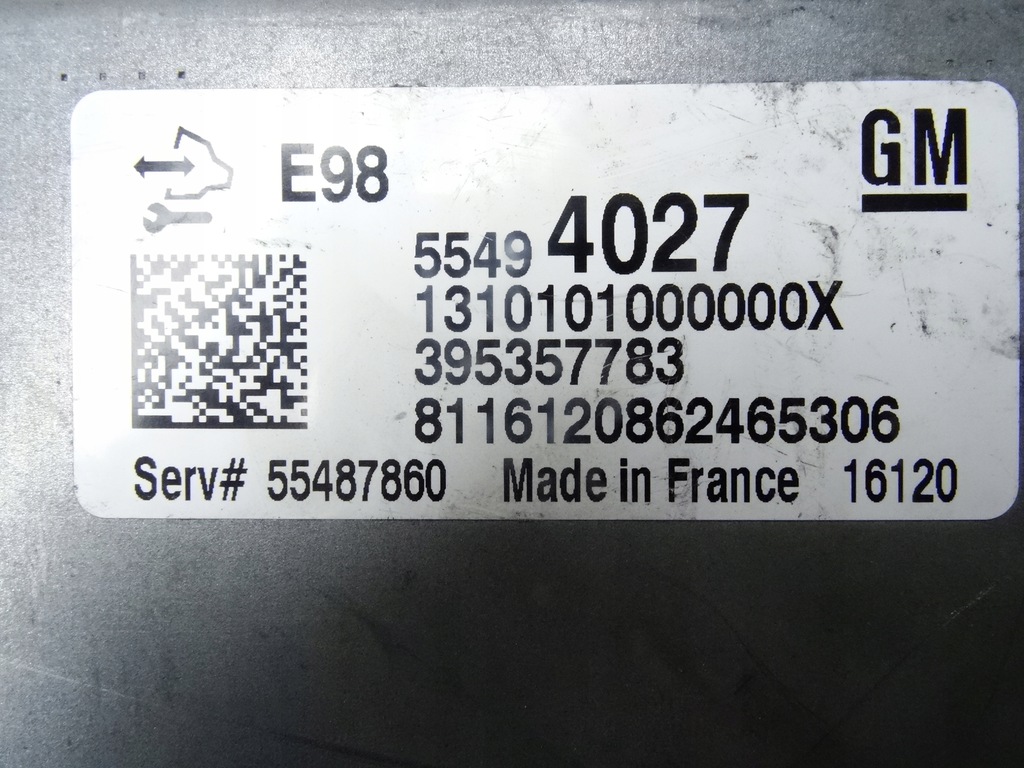 E98
GM
5549 4027
1310101000000X
395357783
8116120862465306
Serv# 55487860 Made in France 16120